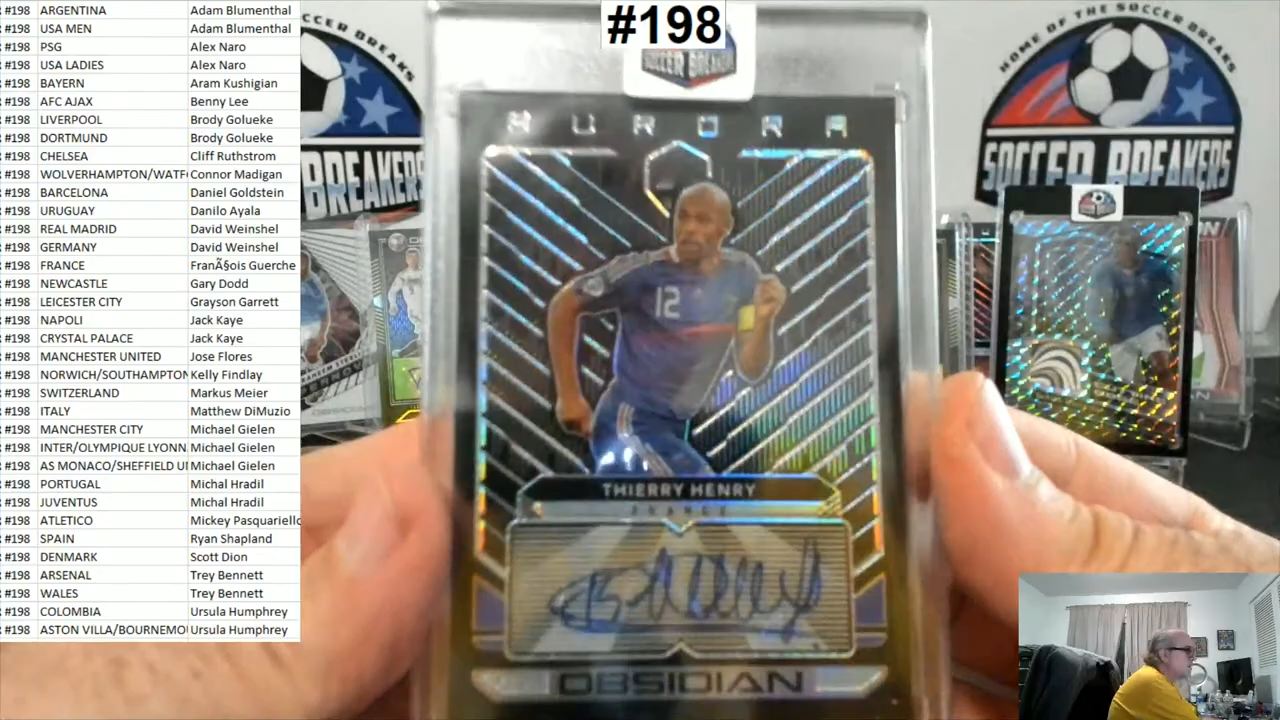 #198 ARGENTINA Adam Blumenthal
#198 USA MEN Adam Blumenthal
#198 PSG Alex Naro
#198 USA LADIES Alex Naro
#198 BAYERN Aram Kushigian
#198 AFC AJAX Benny Lee
#198 LIVERPOOL Brody Golueke
#198 DORTMUND Brody Golueke
#198 CHELSEA Cliff Ruthstrom
#198 WOLVERHAMPTON/WATF Connor Madigan
#198 BARCELONA Daniel Goldstein
#198 URUGUAY Danilo Ayala
#198 REAL MADRID David Weinshel
#198 GERMANY David Weinshel
#198 FRANCE FranÃ§ois Guerche
#198 NEWCASTLE Gary Dodd
#198 LEICESTER CITY Grayson Garrett
#198 NAPOLI Jack Kaye
#198 CRYSTAL PALACE Jack Kaye
#198 MANCHESTER UNITED Jose Flores
#198 NORWICH/SOUTHAMPTON Kelly Findlay
#198 SWITZERLAND Markus Meier
#198 ITALY Matthew DiMuzio
#198 MANCHESTER CITY Michael Gielen
#198 INTER/OLYMPIQUE LYONN Michael Gielen
#198 AS MONACO/SHEFFIELD UI Michael Gielen
#198 PORTUGAL Michal Hradil
#198 JUVENTUS Michal Hradil
#198 ATLETICO Mickey Pasquariello
#198 SPAIN Ryan Shapland
#198 DENMARK Scott Dion
#198 ARSENAL Trey Bennett
#198 WALES Trey Bennett
#198 COLOMBIA Ursula Humphrey
#198 ASTON VILLA/BOURNEMO Ursula Humphrey
#198
SOCCER BREAKERS
AURORA
12
THIERRY HENRY
FRANCE
OBSIDIAN
CCER BREAKS
BREAKERS
HOME OF THE SOCCER BREAKS
SOCCER BREAKERS